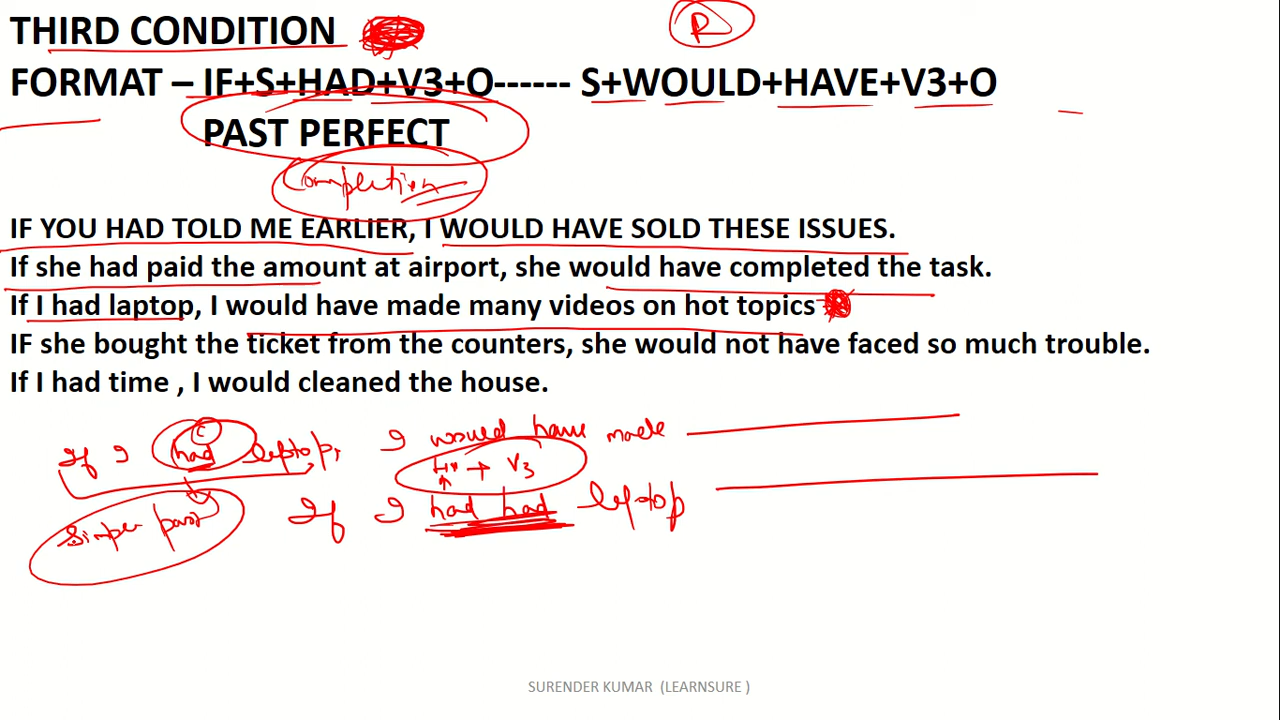 THIRD CONDITION
R
FORMAT – IF+S+HAD+V3+O------ S+WOULD+HAVE+V3+O
PAST PERFECT
Completion
IF YOU HAD TOLD ME EARLIER, I WOULD HAVE SOLD THESE ISSUES.
If she had paid the amount at airport, she would have completed the task.
If I had laptop, I would have made many videos on hot topics
IF she bought the ticket from the counters, she would not have faced so much trouble.
If I had time , I would cleaned the house.
If I had laptop, I would have made
V3
If I had had laptop
Simple past
SURENDER KUMAR (LEARNSURE )